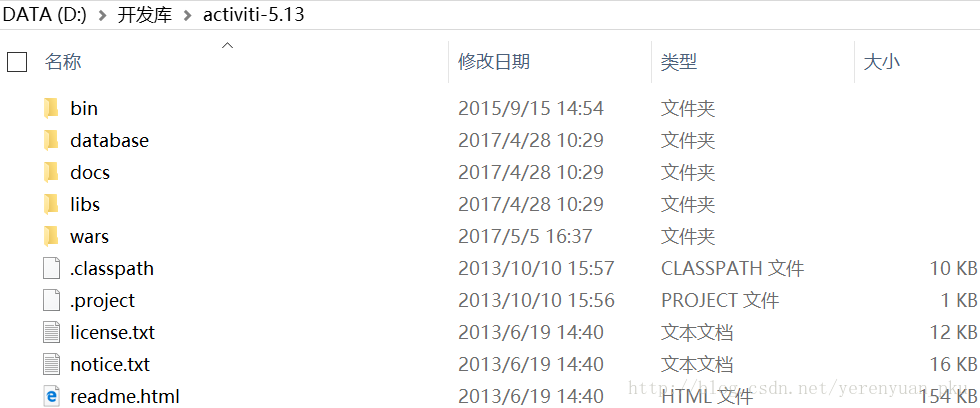 DATA (D:) > 开发库 > activiti-5.13
名称 修改日期 类型 大小
bin 2015/9/15 14:54 文件夹
database 2017/4/28 10:29 文件夹
docs 2017/4/28 10:29 文件夹
libs 2017/4/28 10:29 文件夹
wars 2017/5/5 16:37 文件夹
.classpath 2013/10/10 15:57 CLASSPATH 文件 10 KB
.project 2013/10/10 15:56 PROJECT 文件 1 KB
license.txt 2013/6/19 14:40 文本文档 12 KB
notice.txt 2013/6/19 14:40 文本文档 16 KB
readme.html 2013/6/19 14:40 HTML 文件 154 KB
http://blog.csdn.net/yerenyuan_pku